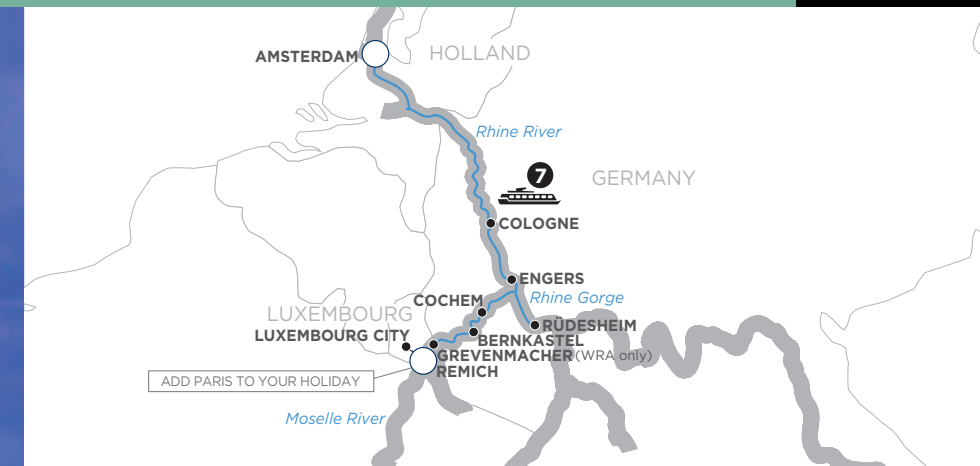 AMSTERDAM
HOLLAND
Rhine River
7
GERMANY
COLOGNE
ENGERS
Rhine Gorge
COCHEM
LUXEMBOURG
RÜDESHEIM
LUXEMBOURG CITY
BERNKASTEL
GREVENMACHER (WRA only)
REMICH
ADD PARIS TO YOUR HOLIDAY
Moselle River